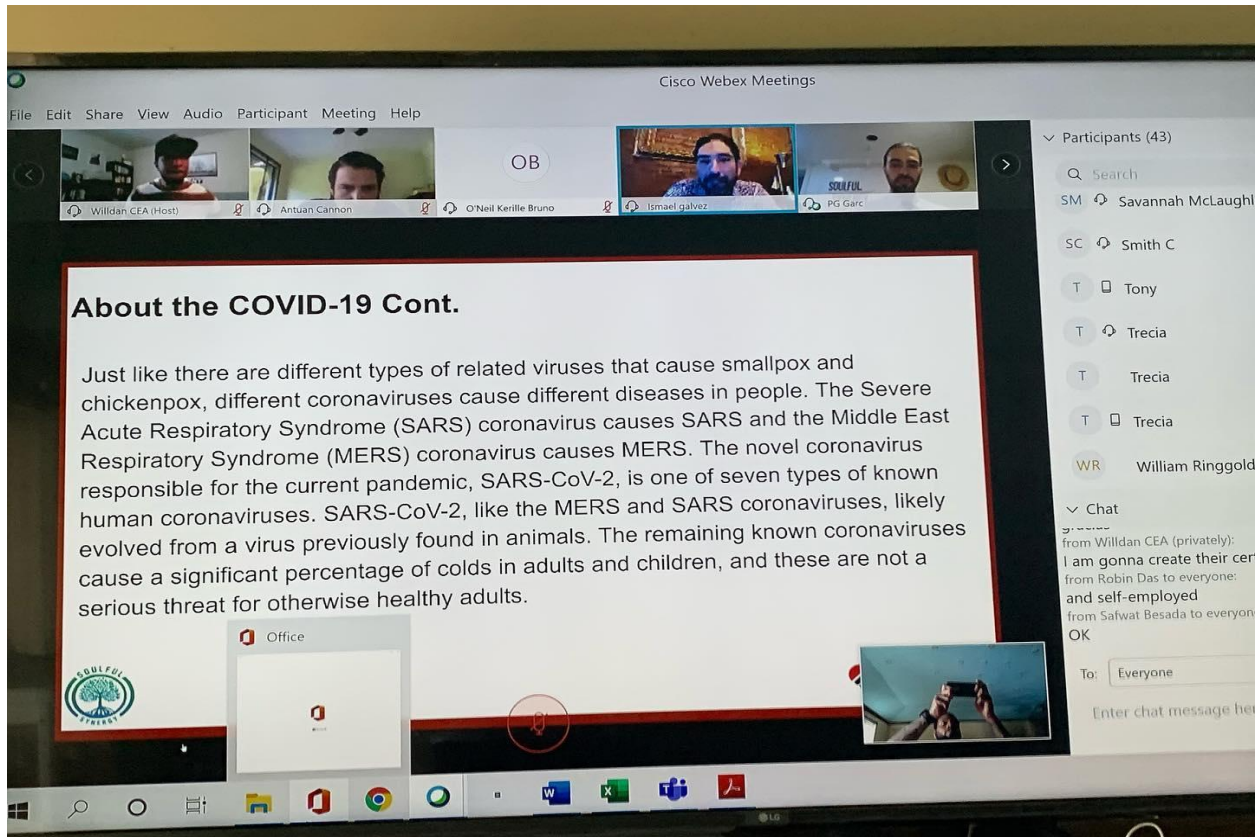 Cisco Webex Meetings
File Edit Share View Audio Participant Meeting Help
OB
SOULFUL
Willdan CEA (Host)
Antuan Cannon
O'Neil Kerille Bruno
Ismael galvez
PG Garc
About the COVID-19 Cont.
Just like there are different types of related viruses that cause smallpox and
chickenpox, different coronaviruses cause different diseases in people. The Severe
Acute Respiratory Syndrome (SARS) coronavirus causes SARS and the Middle East
Respiratory Syndrome (MERS) coronavirus causes MERS. The novel coronavirus
responsible for the current pandemic, SARS-CoV-2, is one of seven types of known
human coronaviruses. SARS-CoV-2, like the MERS and SARS coronaviruses, likely
evolved from a virus previously found in animals. The remaining known coronaviruses
cause a significant percentage of colds in adults and children, and these are not a
serious threat for otherwise healthy adults.
SOULFUL
SYNERGY
Office
Participants (43)
Search
SM Savannah McLaughl
SC Smith C
T Tony
T Trecia
T Trecia
T Trecia
WR William Ringgold
Chat
from Willdan CEA (privately):
I am gonna create their cer
from Robin Das to everyone:
and self-employed
from Safwat Besada to everyon
OK
To: Everyone
Enter chat message her
W
X
T
LG